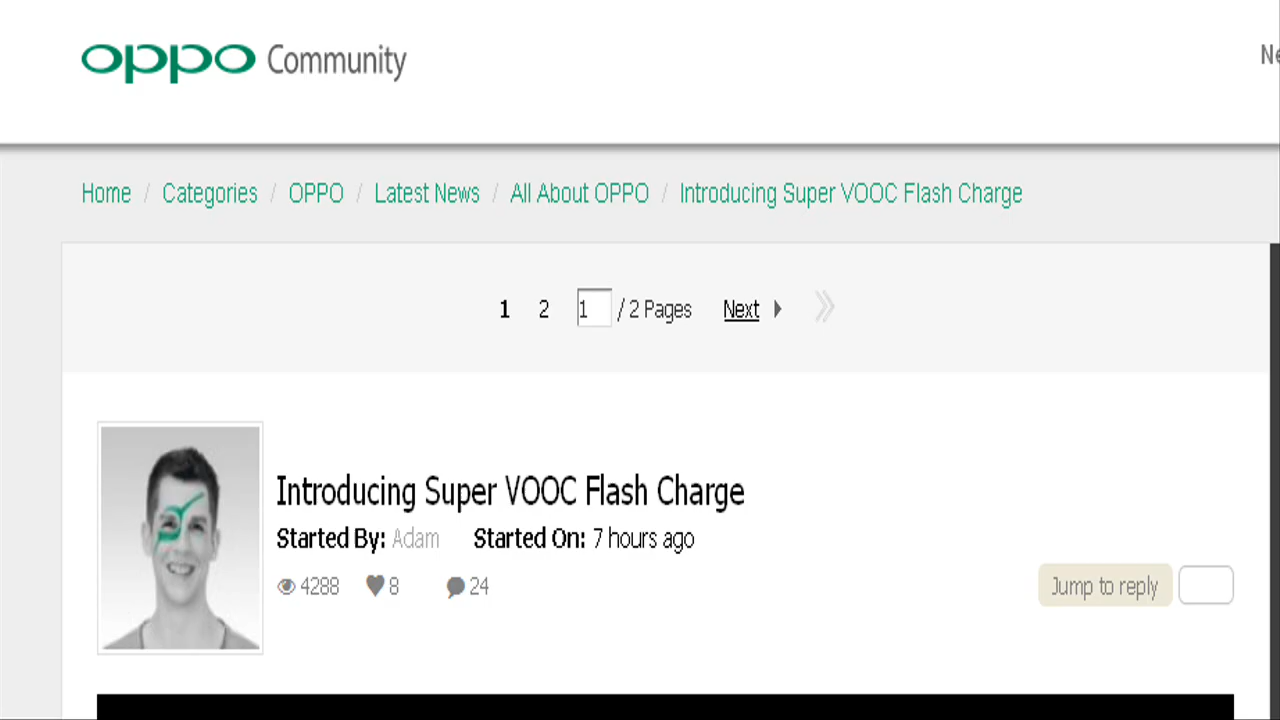 oppo Community
Ne
Home / Categories / OPPO / Latest News / All About OPPO / Introducing Super VOOC Flash Charge
1 2 1 / 2 Pages Next
Introducing Super VOOC Flash Charge
Started By: Adam Started On: 7 hours ago
4288 8 24
Jump to reply